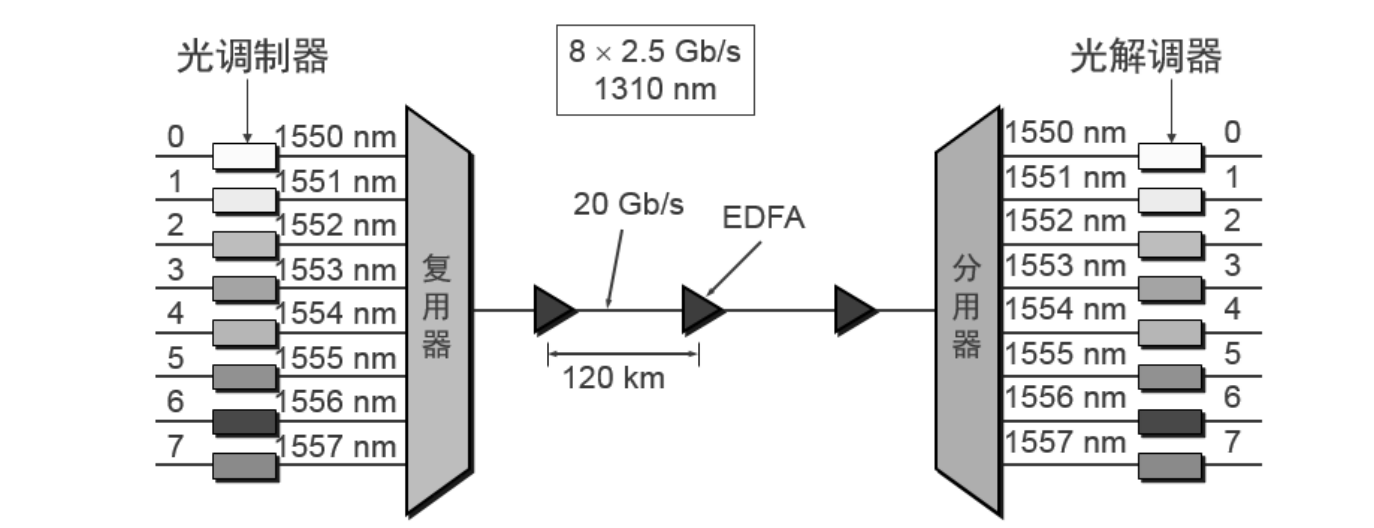 光调制器
8 × 2.5 Gb/s
1310 nm
光解调器
0 1550 nm
1 1551 nm
2 1552 nm
3 1553 nm
4 1554 nm
5 1555 nm
6 1556 nm
7 1557 nm
复用器
20 Gb/s
EDFA
120 km
分用器
1550 nm 0
1551 nm 1
1552 nm 2
1553 nm 3
1554 nm 4
1555 nm 5
1556 nm 6
1557 nm 7